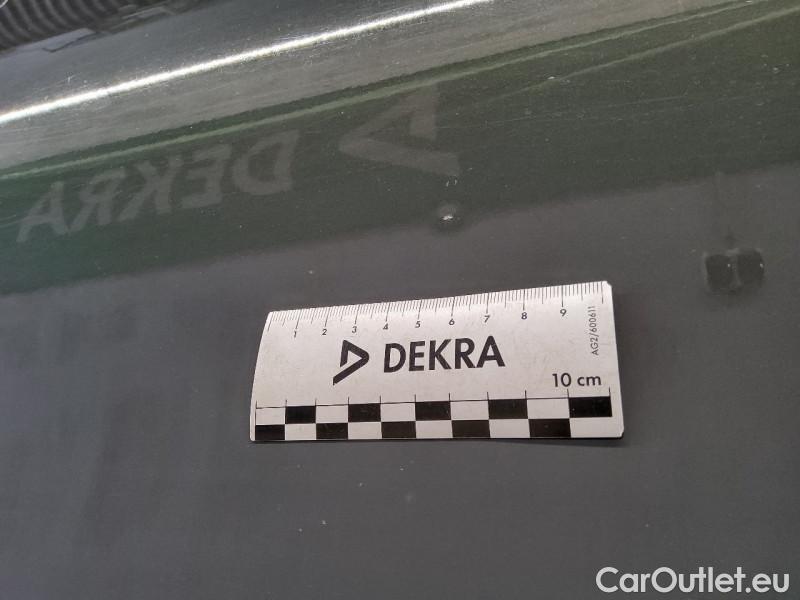 DEKRA
1 2 3 4 5 6 7 8 9
DEKRA
AG2/600611
10 cm
CarOutlet.eu